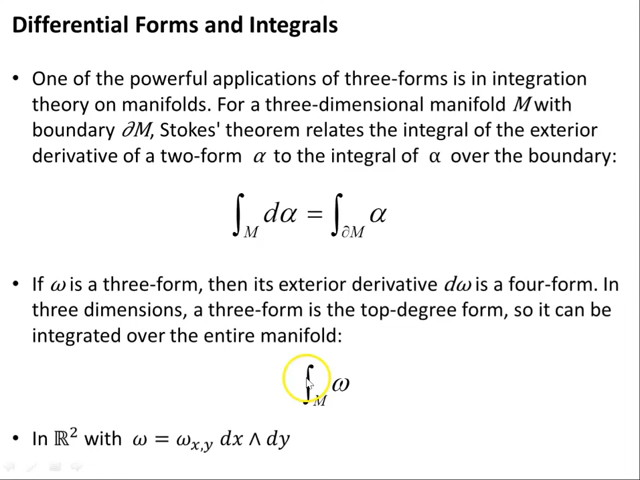 Differential Forms and Integrals
• One of the powerful applications of three-forms is in integration
theory on manifolds. For a three-dimensional manifold M with
boundary ∂M, Stokes' theorem relates the integral of the exterior
derivative of a two-form α to the integral of α over the boundary:
∫_M dα = ∫_∂M α
• If ω is a three-form, then its exterior derivative dω is a four-form. In
three dimensions, a three-form is the top-degree form, so it can be
integrated over the entire manifold:
∫_M ω
• In ℝ² with ω = ω_{x,y} dx ∧ dy